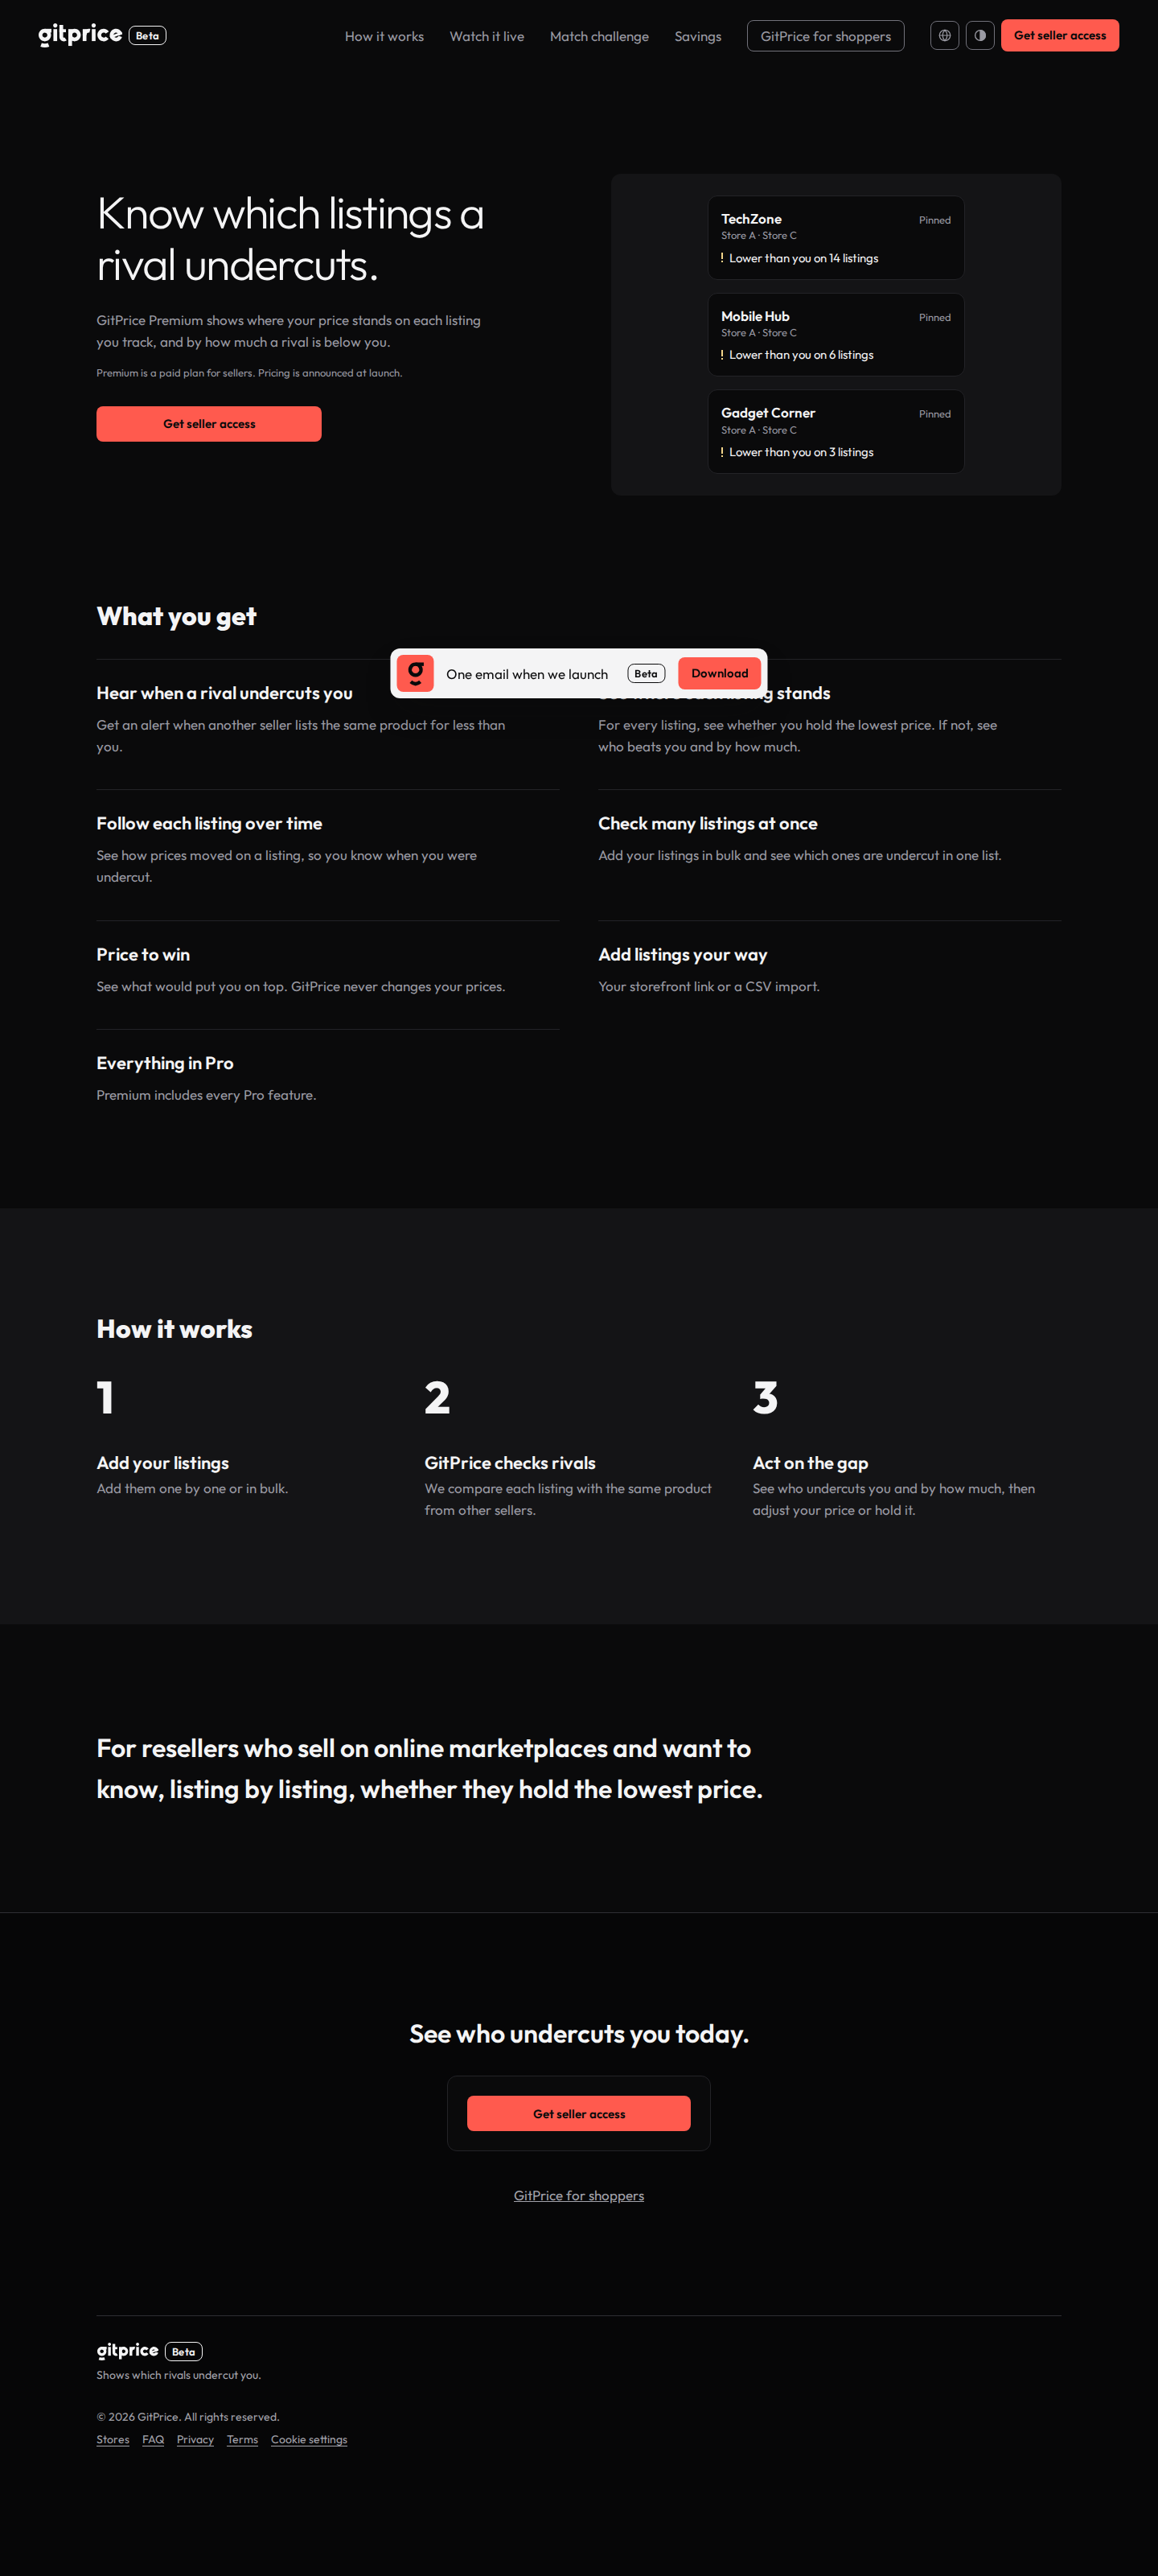 gitprice Beta
How it works
Watch it live
Match challenge
Savings
GitPrice for shoppers
Get seller access
Know which listings a
rival undercuts.
GitPrice Premium shows where your price stands on each listing
you track, and by how much a rival is below you.
Premium is a paid plan for sellers. Pricing is announced at launch.
Get seller access
TechZone
Pinned
Store A · Store C
! Lower than you on 14 listings
Mobile Hub
Pinned
Store A · Store C
! Lower than you on 6 listings
Gadget Corner
Pinned
Store A · Store C
! Lower than you on 3 listings
What you get
g
One email when we launch
Beta
Download
Hear when a rival undercuts you
Get an alert when another seller lists the same product for less than
you.
stands
For every listing, see whether you hold the lowest price. If not, see
who beats you and by how much.
Follow each listing over time
See how prices moved on a listing, so you know when you were
undercut.
Check many listings at once
Add your listings in bulk and see which ones are undercut in one list.
Price to win
See what would put you on top. GitPrice never changes your prices.
Add listings your way
Your storefront link or a CSV import.
Everything in Pro
Premium includes every Pro feature.
How it works
1
Add your listings
Add them one by one or in bulk.
2
GitPrice checks rivals
We compare each listing with the same product
from other sellers.
3
Act on the gap
See who undercuts you and by how much, then
adjust your price or hold it.
For resellers who sell on online marketplaces and want to
know, listing by listing, whether they hold the lowest price.
See who undercuts you today.
Get seller access
GitPrice for shoppers
gitprice Beta
Shows which rivals undercut you.
© 2026 GitPrice. All rights reserved.
Stores FAQ Privacy Terms Cookie settings